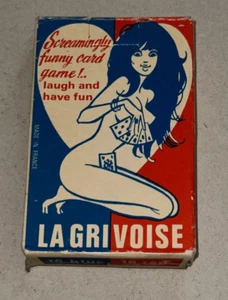 Screamingly
funny card
game!..
laugh and
have fun
MADE IN FRANCE
LA GRIVOISE